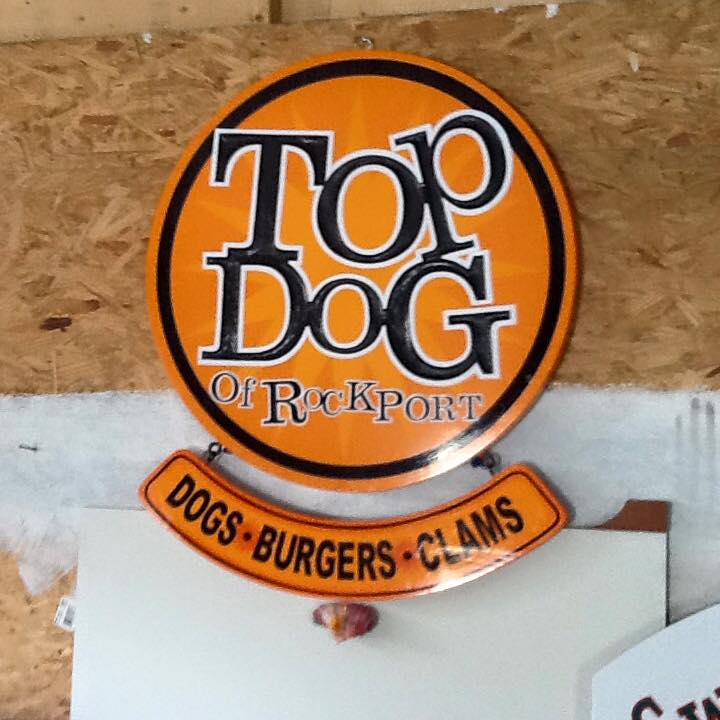 Top
Dog
Of Rockport
DOGS • BURGERS • CLAMS